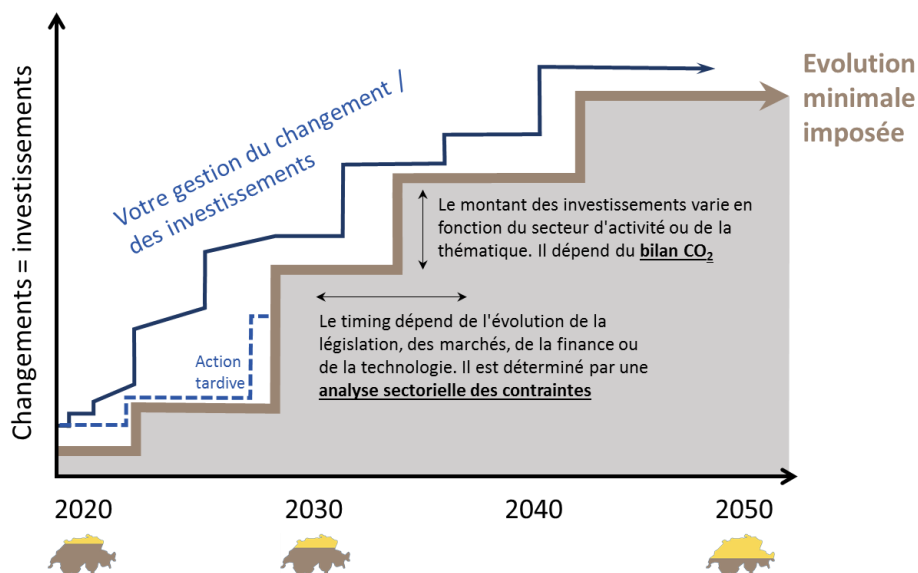 Changements = investissements
Votre gestion du changement /
des investissements
Evolution
minimale
imposée
Le montant des investissements varie en
fonction du secteur d'activité ou de la
thématique. Il dépend du bilan CO₂
Le timing dépend de l'évolution de la
législation, des marchés, de la finance ou
de la technologie. Il est déterminé par une
analyse sectorielle des contraintes
Action
tardive
2020 2030 2040 2050